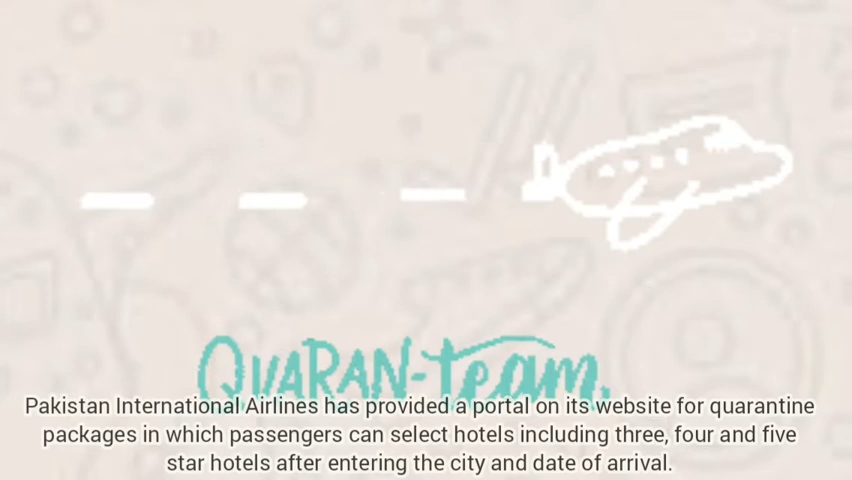 QUARAN-team.
Pakistan International Airlines has provided a portal on its website for quarantine
packages in which passengers can select hotels including three, four and five
star hotels after entering the city and date of arrival.